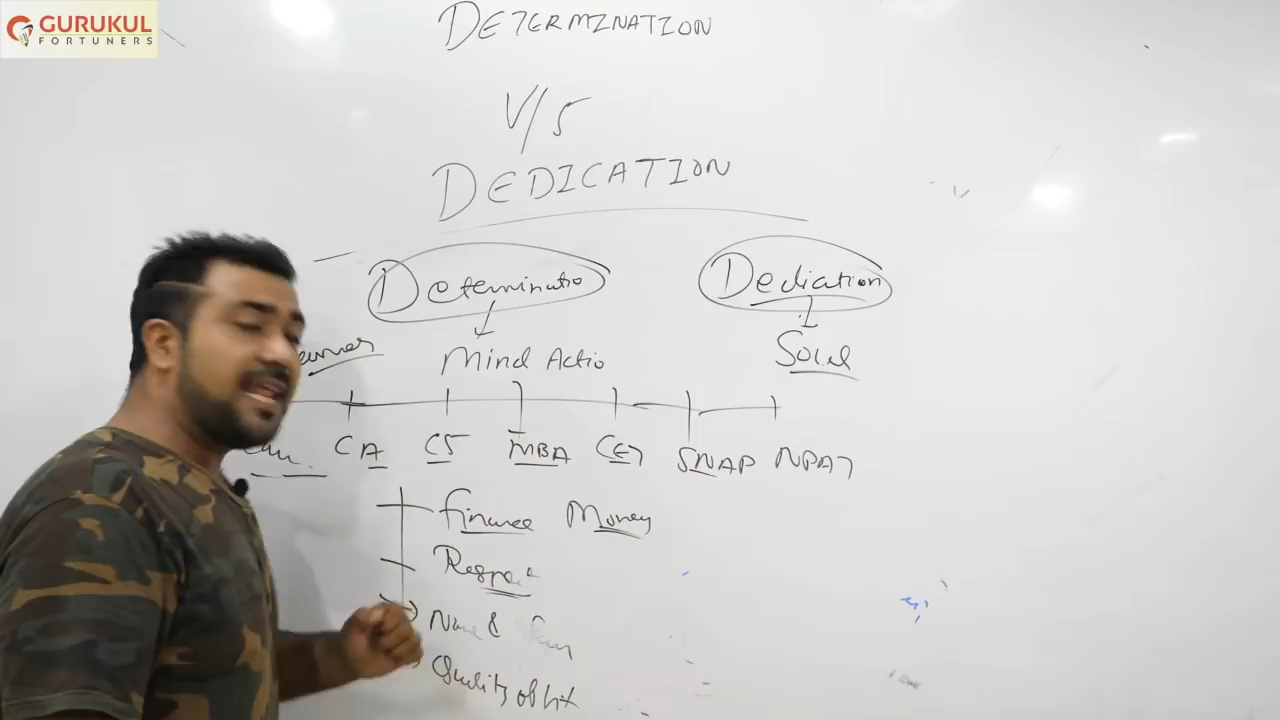 GURUKUL
FORTUNERS
DETERMINATION
V/S
DEDICATION
Determinatio Dediation
Mind Actio Soul
CA CS MBA CET SNAP NPAT
Finance Money
Respect
Name &
Quality of